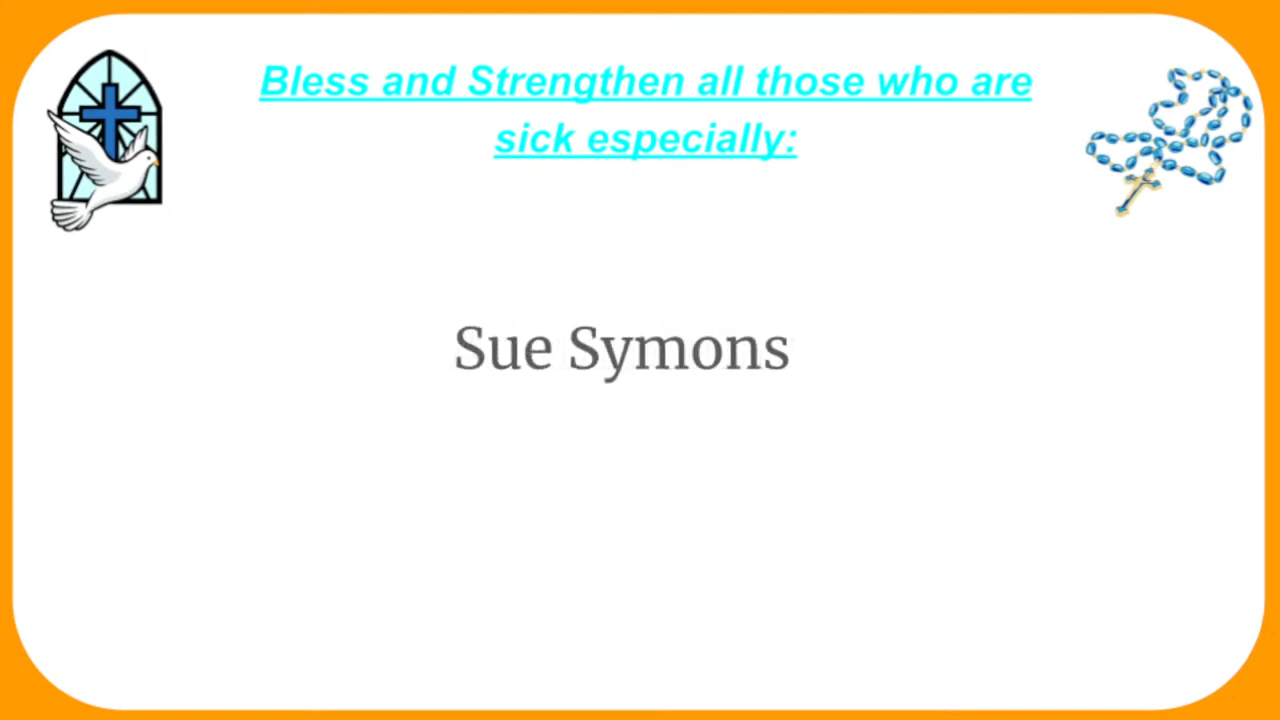 Bless and Strengthen all those who are
sick especially:
Sue Symons